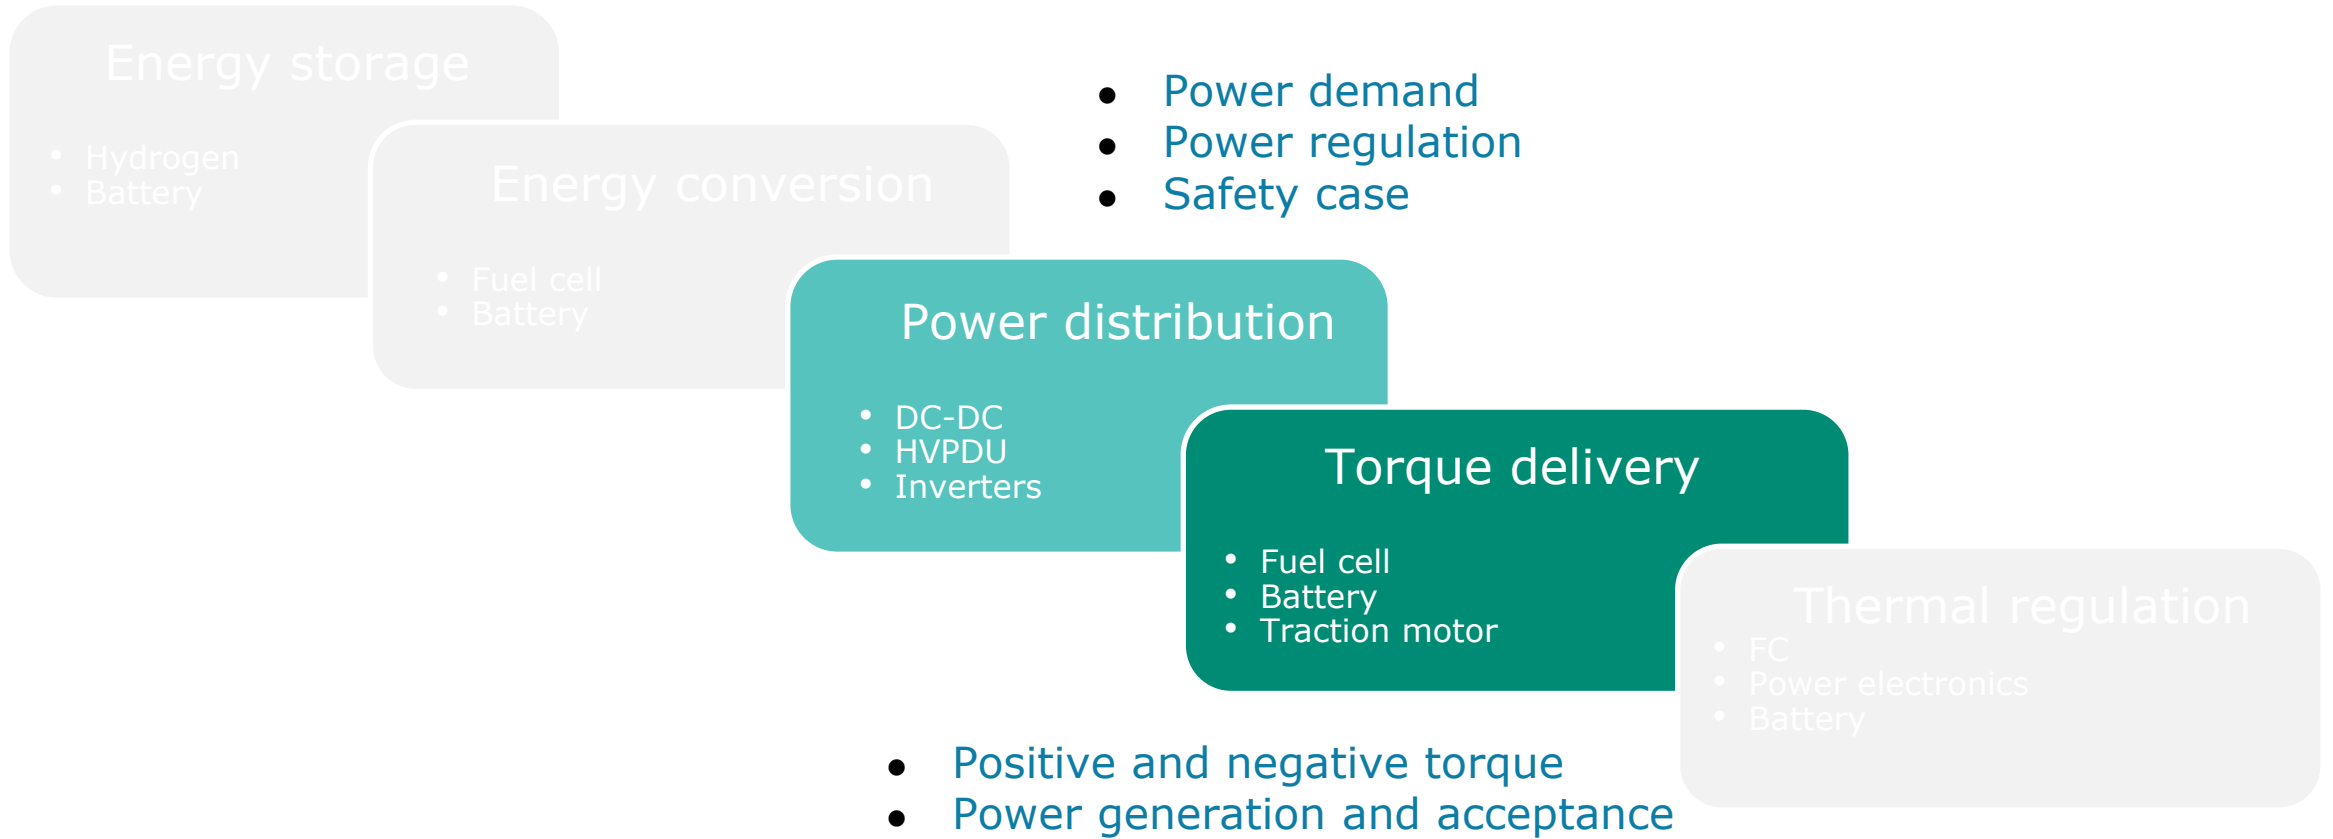 Energy storage
• Hydrogen
• Battery
Energy conversion
• Fuel cell
• Battery
• Power demand
• Power regulation
• Safety case
Power distribution
• DC-DC
• HVPDU
• Inverters
Torque delivery
• Fuel cell
• Battery
• Traction motor
Thermal regulation
• FC
• Power electronics
• Battery
• Positive and negative torque
• Power generation and acceptance